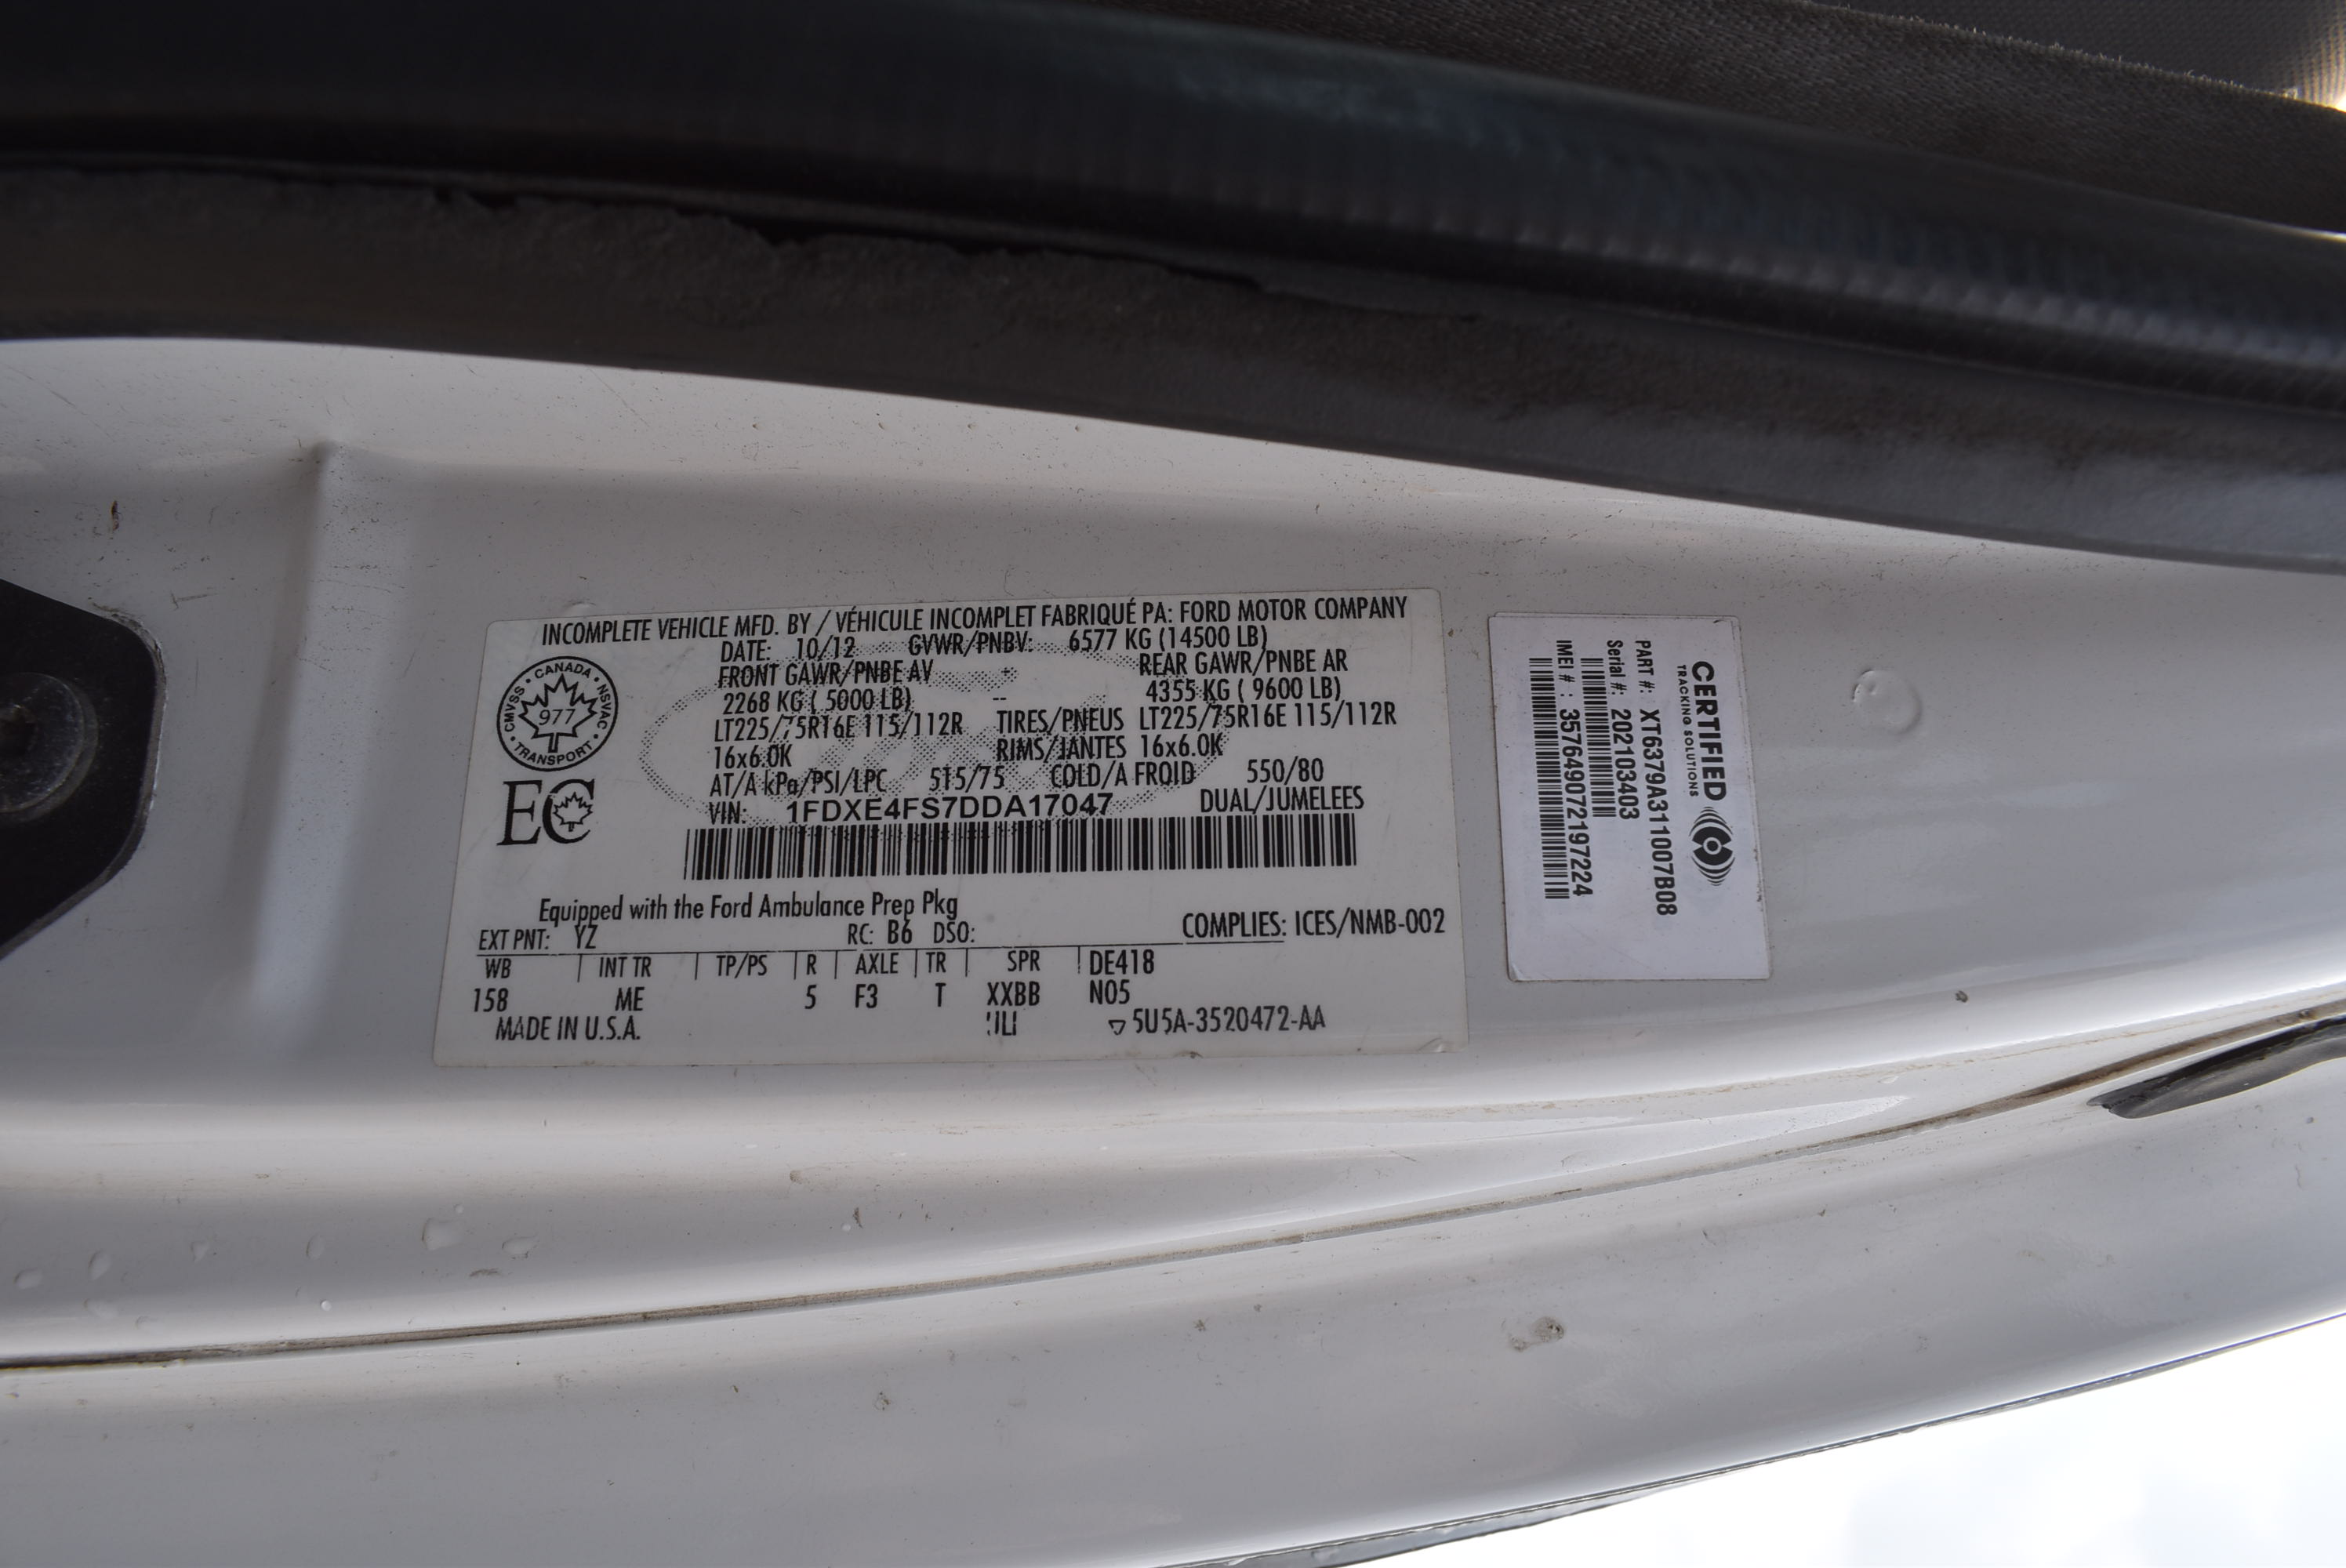 INCOMPLETE VEHICLE MFD. BY / VÉHICULE INCOMPLET FABRIQUÉ PA: FORD MOTOR COMPANY
DATE: 10/12 GVWR/PNBV: 6577 KG (14500 LB)
FRONT GAWR/PNBE AV REAR GAWR/PNBE AR
2268 KG ( 5000 LB) -- 4355 KG ( 9600 LB)
LT225/75R16E 115/112R TIRES/PNEUS LT225/75R16E 115/112R
16x6.0K RIMS/JANTES 16x6.0K
AT/A kPa/PSI/LPC 515/75 COLD/A FROID 550/80
VIN: 1FDXE4FS7DDA17047 DUAL/JUMELEES
CANADA • NSVAC • TRANSPORT • CMVSS •
977
EC
Equipped with the Ford Ambulance Prep Pkg
EXT PNT: YZ RC: B6 DSO: COMPLIES: ICES/NMB-002
WB | INT TR | TP/PS | R | AXLE | TR | SPR | DE418
158 ME 5 F3 T XXBB N05
MADE IN U.S.A. ▽ 5U5A-3520472-AA
CERTIFIED
TRACKING SOLUTIONS
PART #: XT6379A311007B08
Serial #: 202103403
IMEI # : 357649072197224